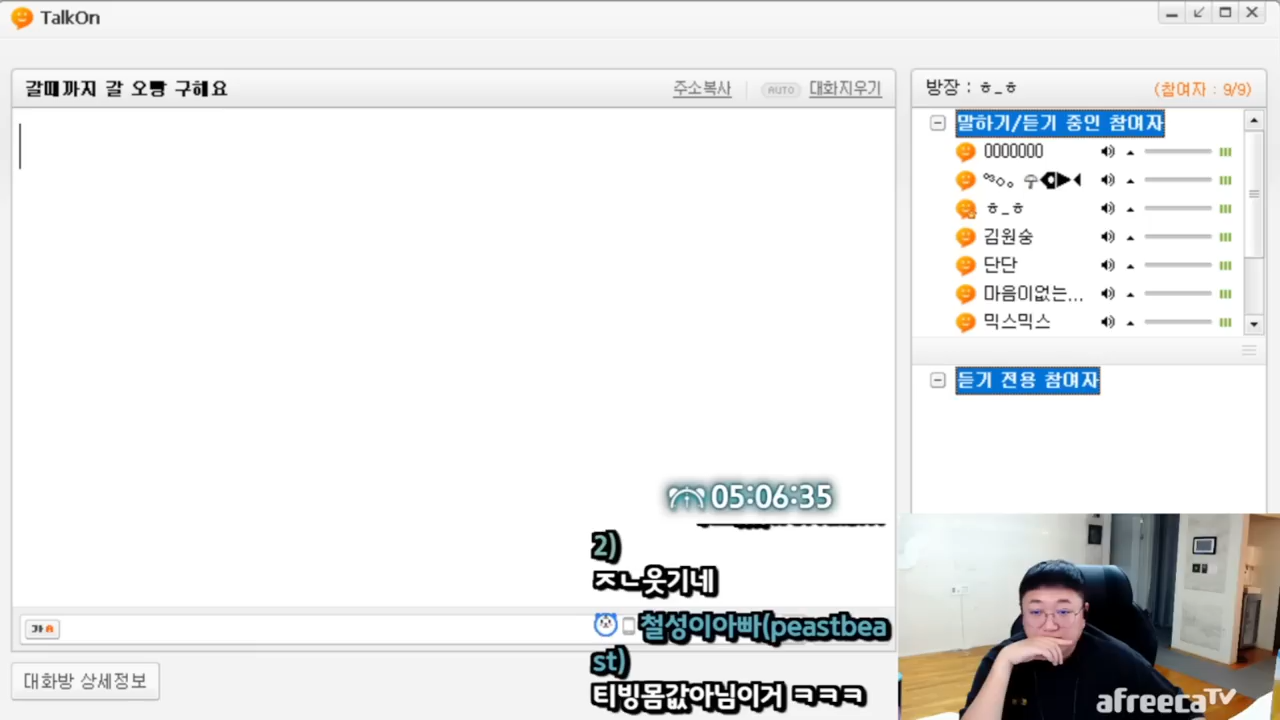 TalkOn
갈때까지 갈 오빵 구해요
주소복사
AUTO
대화지우기
방장 : ㅎ_ㅎ
(참여자 : 9/9)
말하기/듣기 중인 참여자
0000000
ㅎ_ㅎ
김원숭
단단
마음이없는...
믹스믹스
듣기 전용 참여자
05:06:35
2)
ㅈㄴ웃기네
철성이아빠(peastbea
st)
티빙몸값아님이거 ㅋㅋㅋ
가
대화방 상세정보
afreecaTV